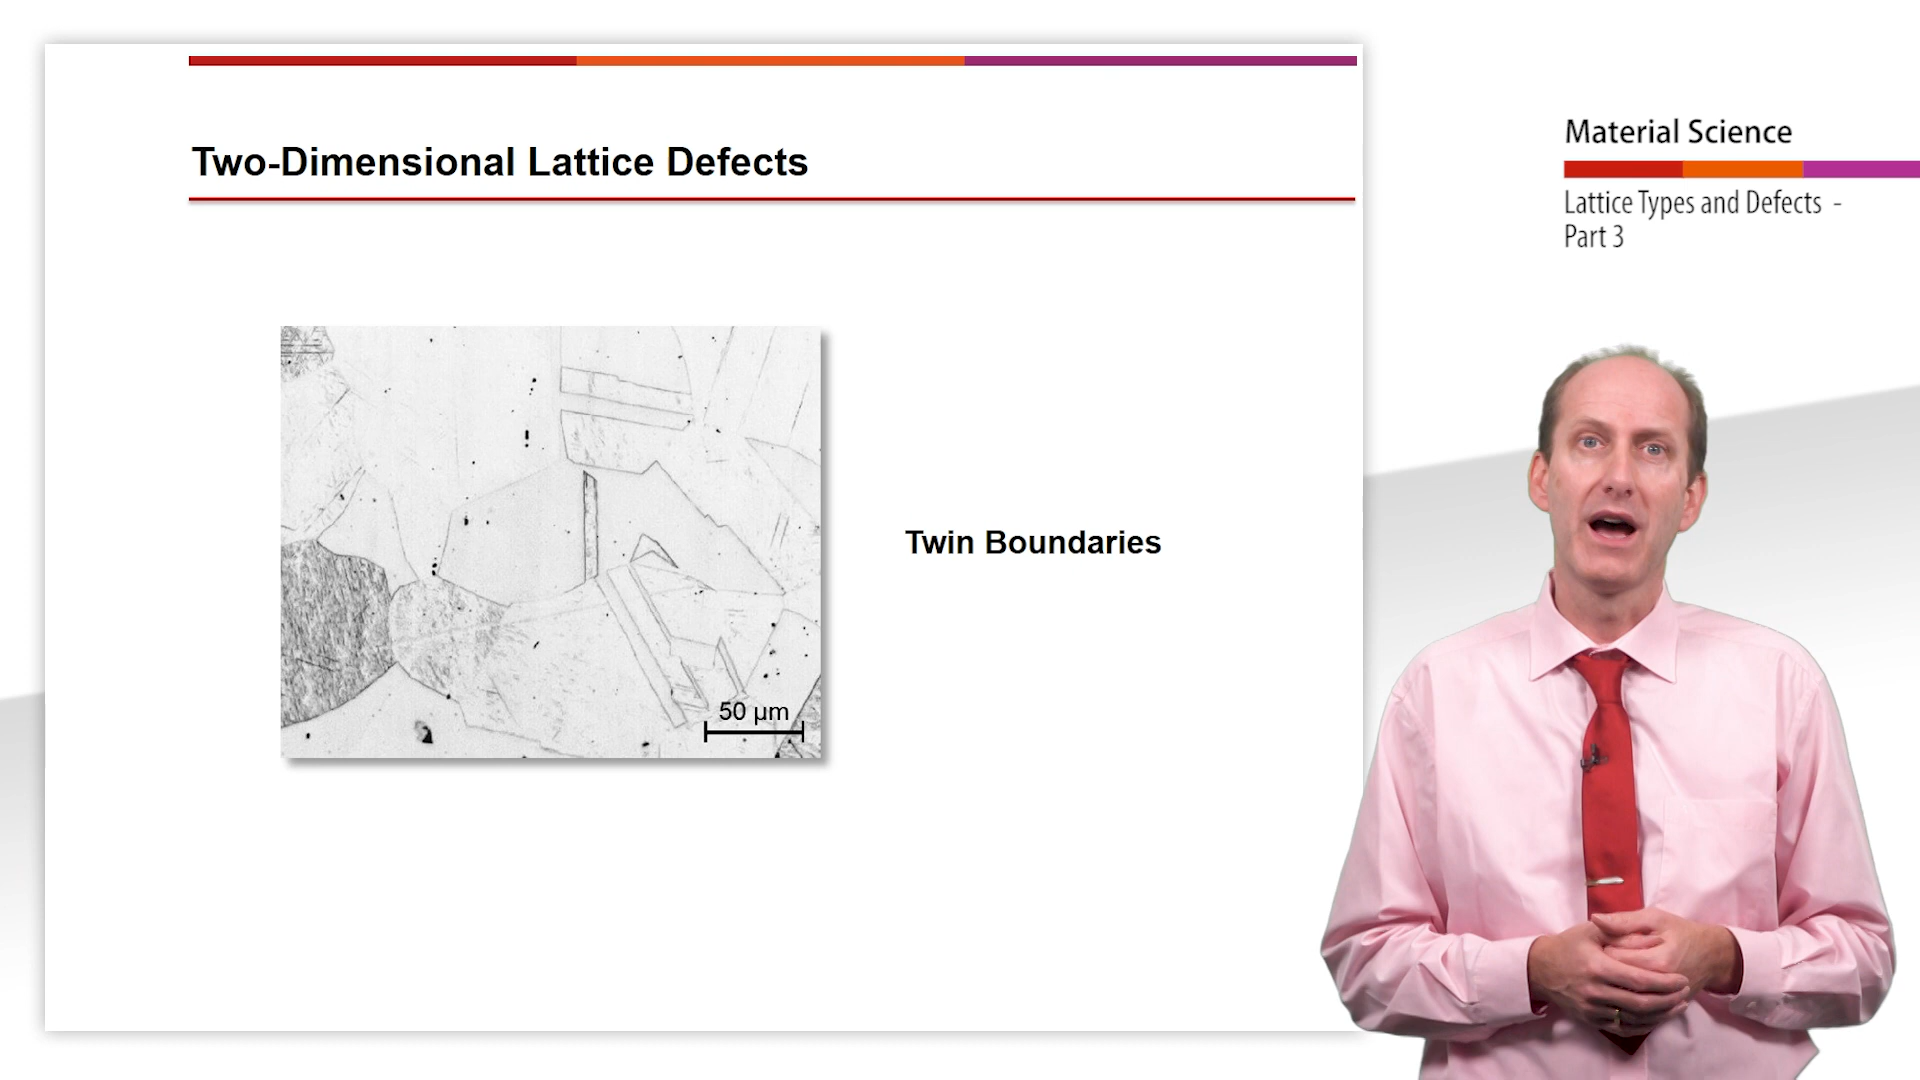 Two-Dimensional Lattice Defects
Twin Boundaries
50 µm
Material Science
Lattice Types and Defects -
Part 3